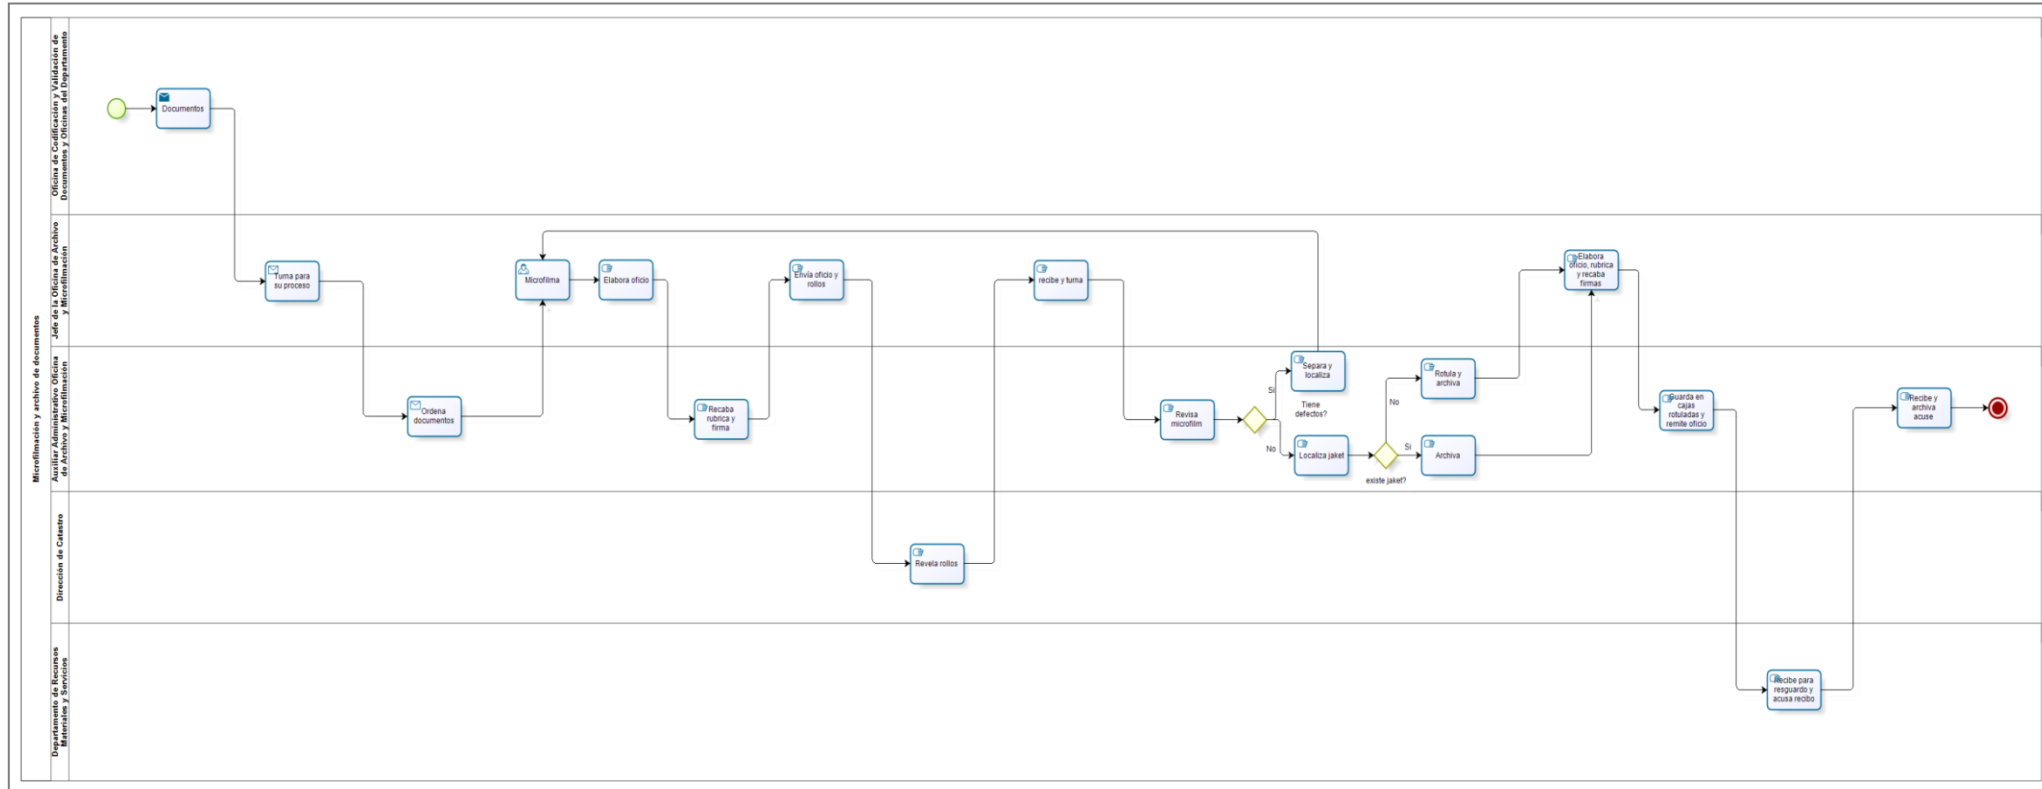 Microfilmación y archivo de documentos
Oficina de Codificación y Validación de
Documentos y Oficinas del Departamento
Documentos
Jefe de la Oficina de Archivo
y Microfilmación
Turna para
su proceso
Microfilma
Elabora oficio
Envía oficio y
rollos
recibe y turna
Elabora
oficio, rubrica
y recaba
firmas
Auxiliar Administrativo Oficina
de Archivo y Microfilmación
Ordena
documentos
Recaba
rubrica y
firma
Revisa
microfilm
Si
No
Tiene
defectos?
Separa y
localiza
Localiza jaket
existe jaket?
No
Si
Rotula y
archiva
Archiva
Guarda en
cajas
rotuladas y
remite oficio
Recibe y
archiva
acuse
Dirección de Catastro
Revela rollos
Departamento de Recursos
Materiales y Servicios
Recibe para
resguardo y
acusa recibo